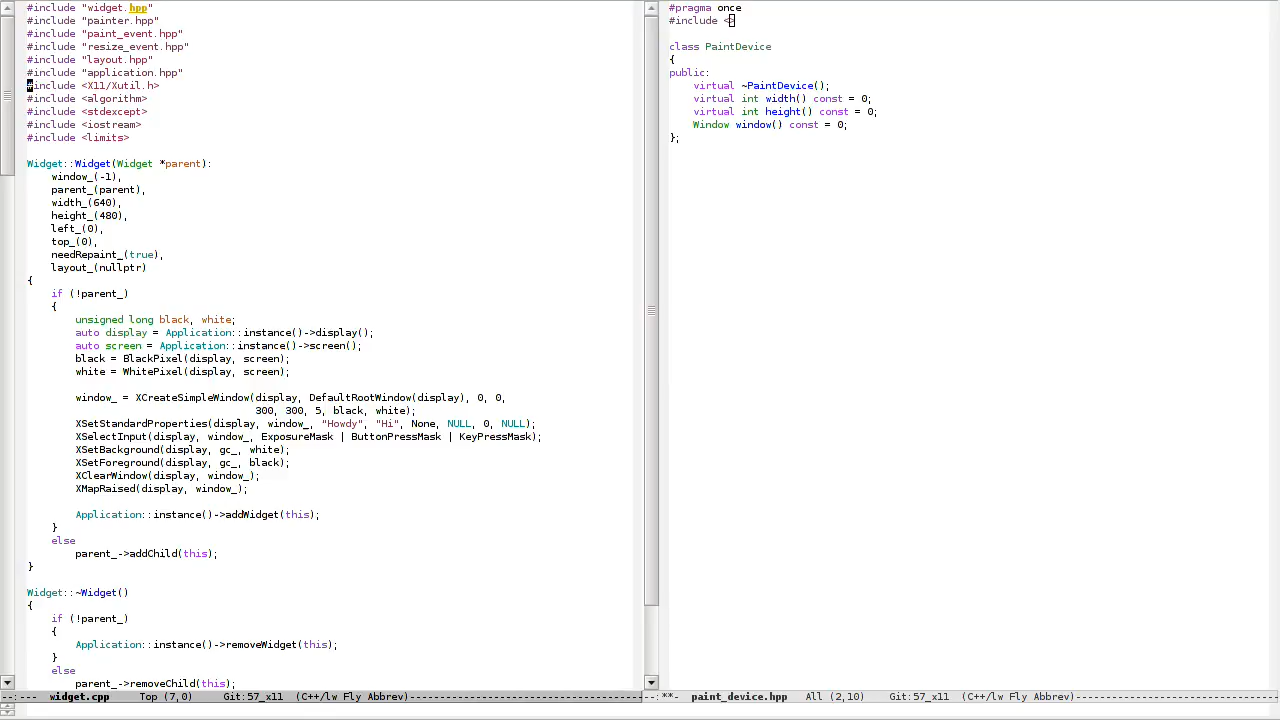 #include "widget.hpp"
#include "painter.hpp"
#include "paint_event.hpp"
#include "resize_event.hpp"
#include "layout.hpp"
#include "application.hpp"
#include <X11/Xutil.h>
#include <algorithm>
#include <stdexcept>
#include <iostream>
#include <limits>
Widget::Widget(Widget *parent):
window_(-1),
parent_(parent),
width_(640),
height_(480),
left_(0),
top_(0),
needRepaint_(true),
layout_(nullptr)
{
if (!parent_)
{
unsigned long black, white;
auto display = Application::instance()->display();
auto screen = Application::instance()->screen();
black = BlackPixel(display, screen);
white = WhitePixel(display, screen);
window_ = XCreateSimpleWindow(display, DefaultRootWindow(display), 0, 0,
300, 300, 5, black, white);
XSetStandardProperties(display, window_, "Howdy", "Hi", None, NULL, 0, NULL);
XSelectInput(display, window_, ExposureMask | ButtonPressMask | KeyPressMask);
XSetBackground(display, gc_, white);
XSetForeground(display, gc_, black);
XClearWindow(display, window_);
XMapRaised(display, window_);
Application::instance()->addWidget(this);
}
else
parent_->addChild(this);
}
Widget::~Widget()
{
if (!parent_)
{
Application::instance()->removeWidget(this);
}
else
parent_->removeChild(this);
--:---  widget.cpp     Top (7,0)      Git:57_x11  (C++/lw Fly Abbrev)--------------------------------------
#pragma once
#include <>
class PaintDevice
{
public:
virtual ~PaintDevice();
virtual int width() const = 0;
virtual int height() const = 0;
Window window() const = 0;
};
--:**-  paint_device.hpp   All (2,10)     Git:57_x11  (C++/lw Fly Abbrev)--------------------------------